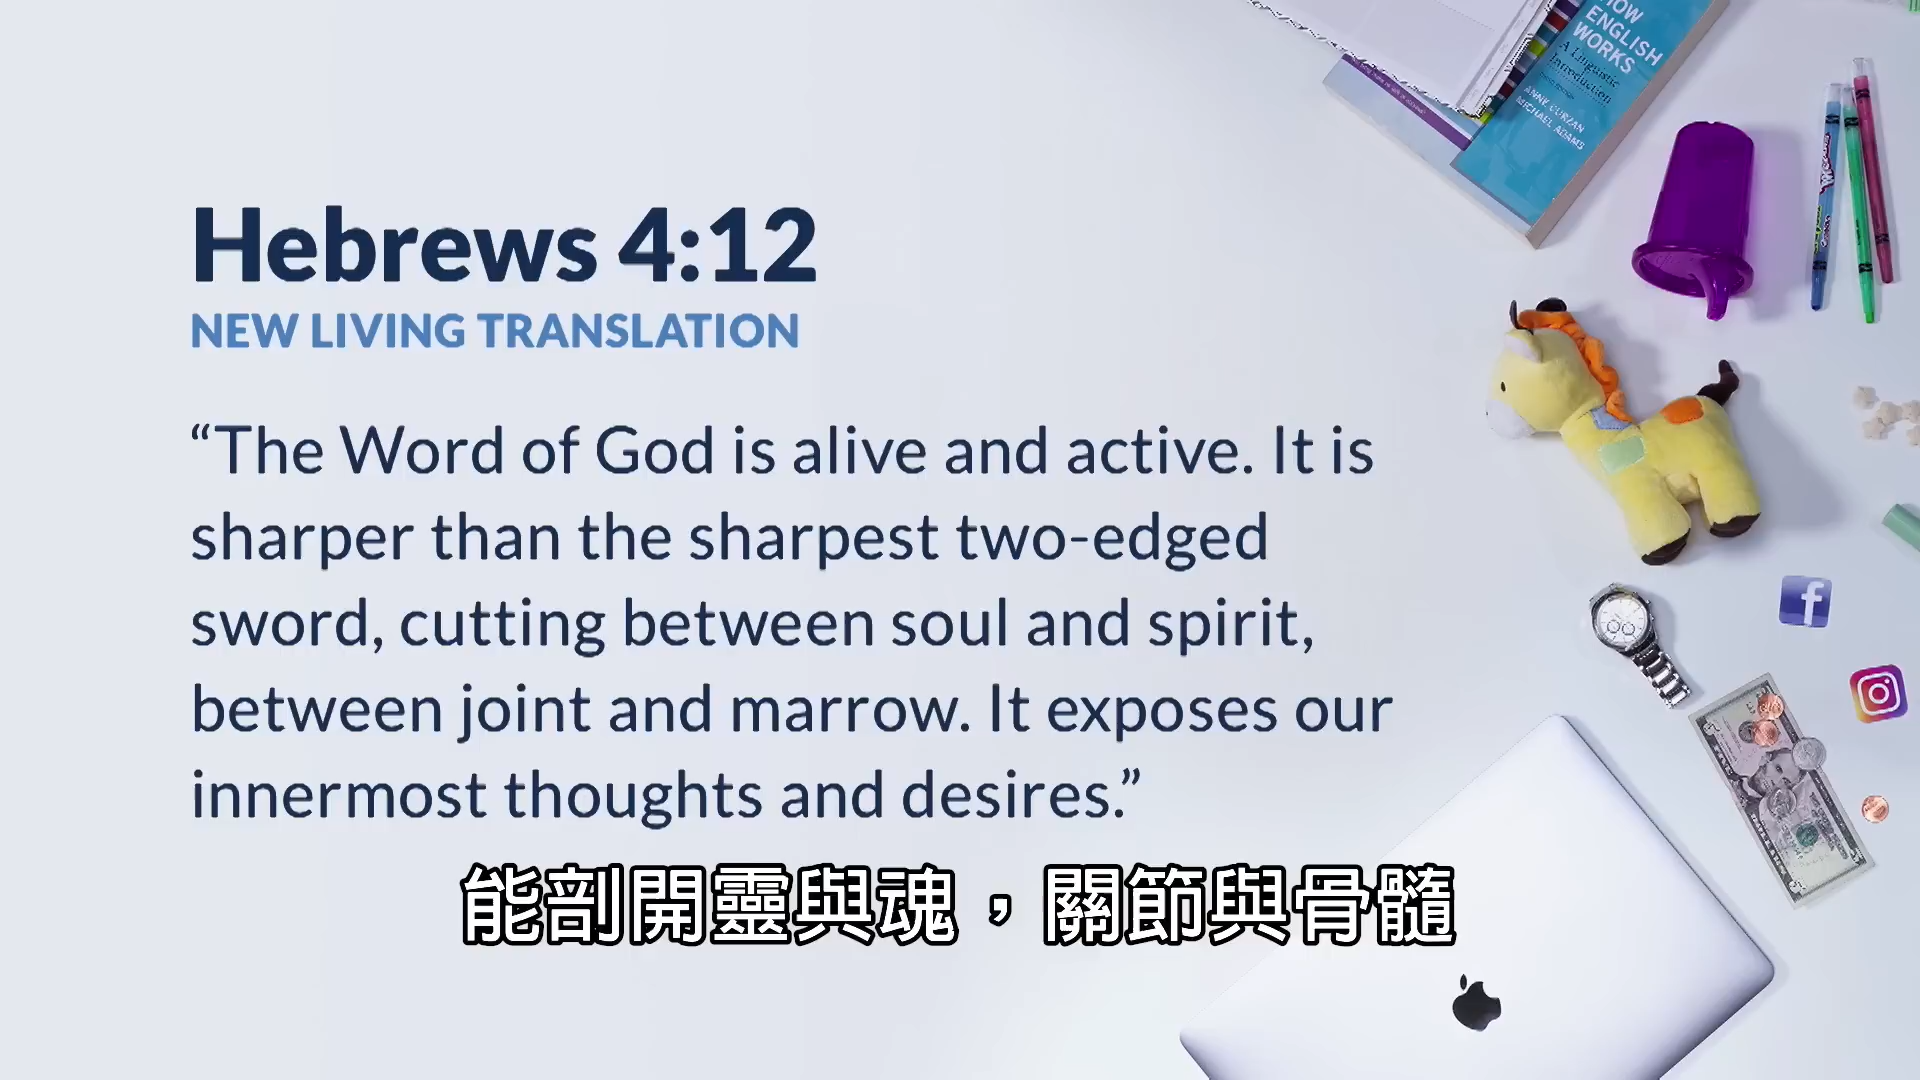 Hebrews 4:12
NEW LIVING TRANSLATION
“The Word of God is alive and active. It is
sharper than the sharpest two-edged
sword, cutting between soul and spirit,
between joint and marrow. It exposes our
innermost thoughts and desires.”
能剖開靈與魂，關節與骨髓
HOW
ENGLISH
WORKS
A Linguistic
Introduction
ANNE CURZAN
MICHAEL ADAMS